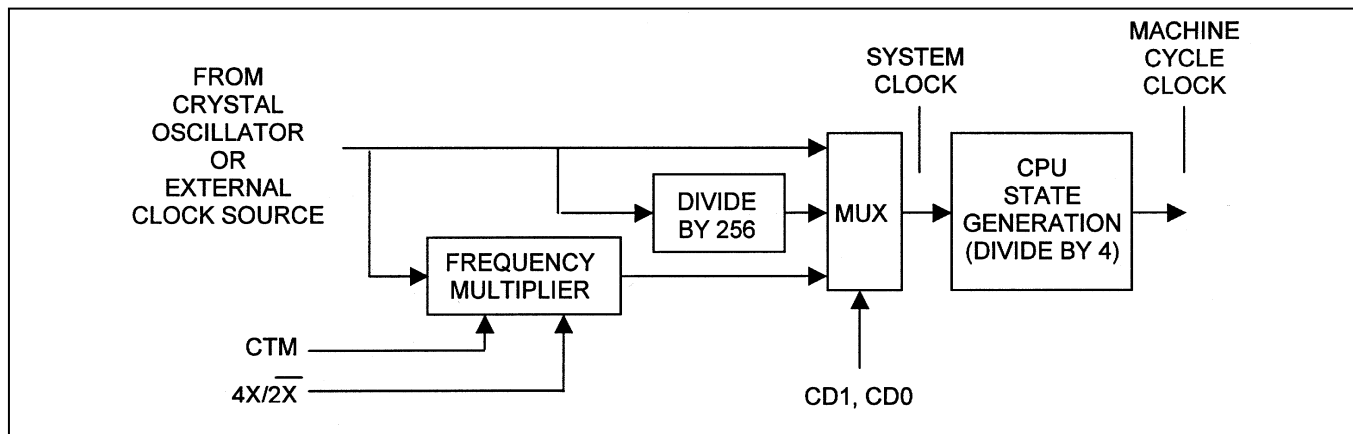 FROM
CRYSTAL
OSCILLATOR
OR
EXTERNAL
CLOCK SOURCE
DIVIDE
BY 256
FREQUENCY
MULTIPLIER
CTM
4X/2X̅
MUX
CD1, CD0
SYSTEM
CLOCK
CPU
STATE
GENERATION
(DIVIDE BY 4)
MACHINE
CYCLE
CLOCK